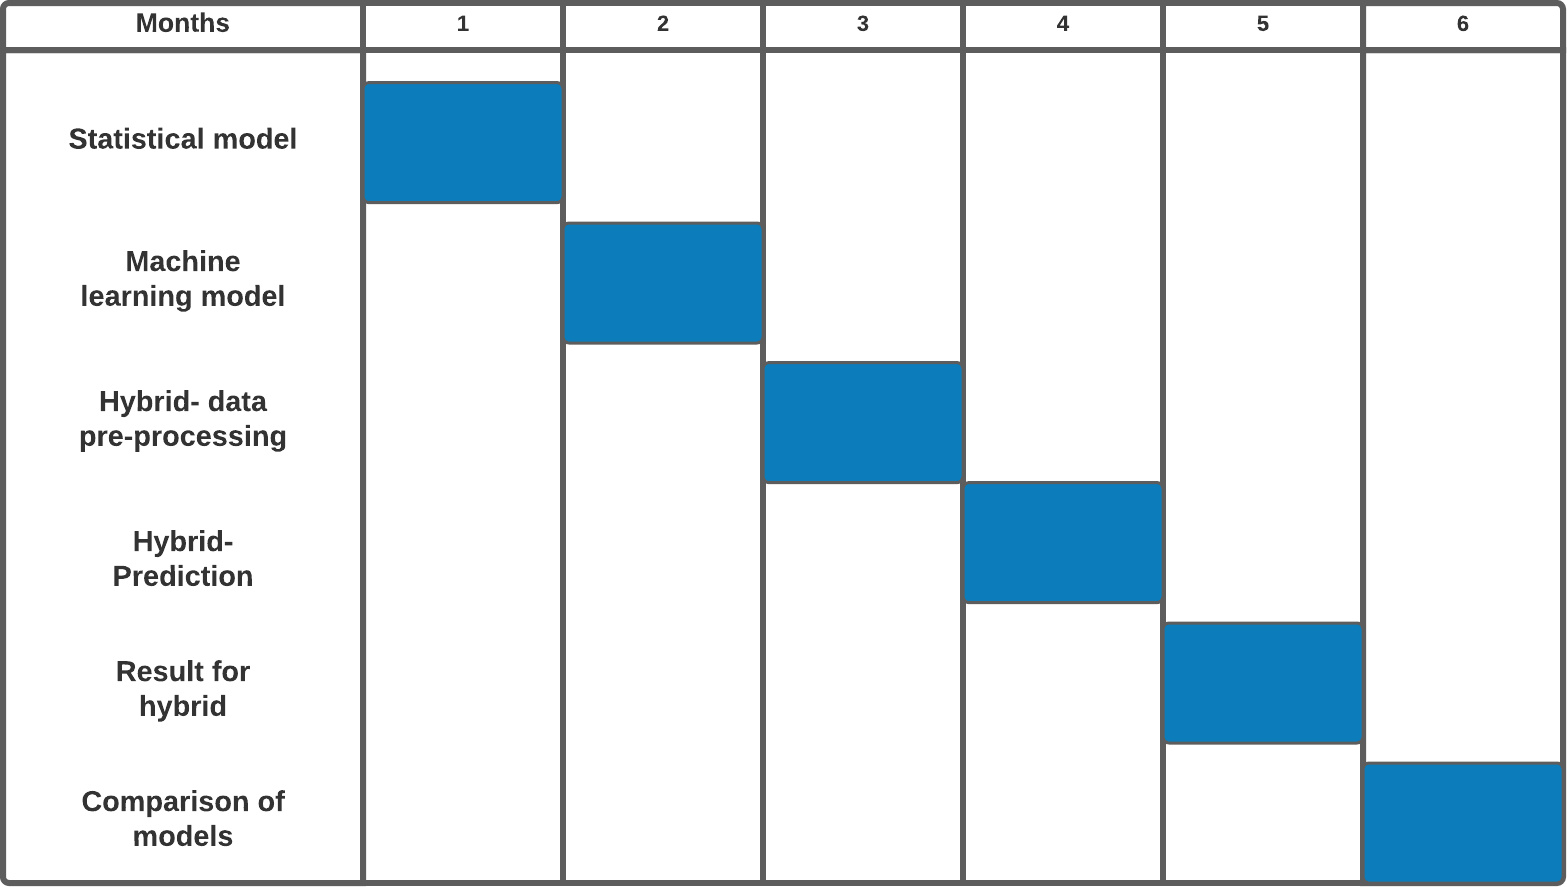 Months 1 2 3 4 5 6
Statistical model
Machine
learning model
Hybrid- data
pre-processing
Hybrid-
Prediction
Result for
hybrid
Comparison of
models